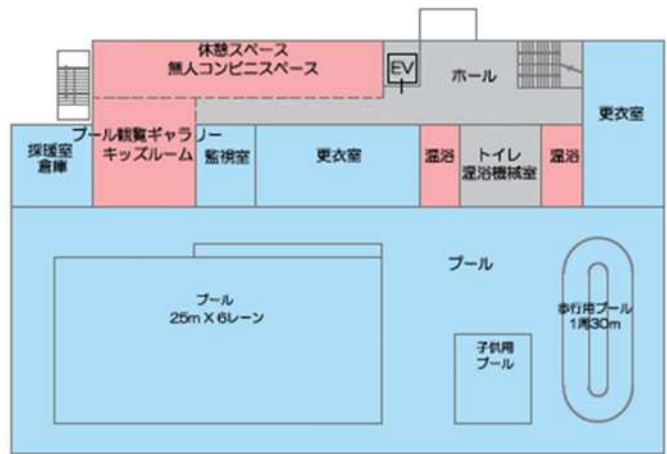 休憩スペース
無人コンビニスペース
EV
ホール
更衣室
プール観覧ギャラリー
キッズルーム
採暖室
倉庫
監視室
更衣室
温浴
トイレ
温浴機械室
温浴
プール
プール
25m X 6レーン
子供用
プール
歩行用プール
1周30m